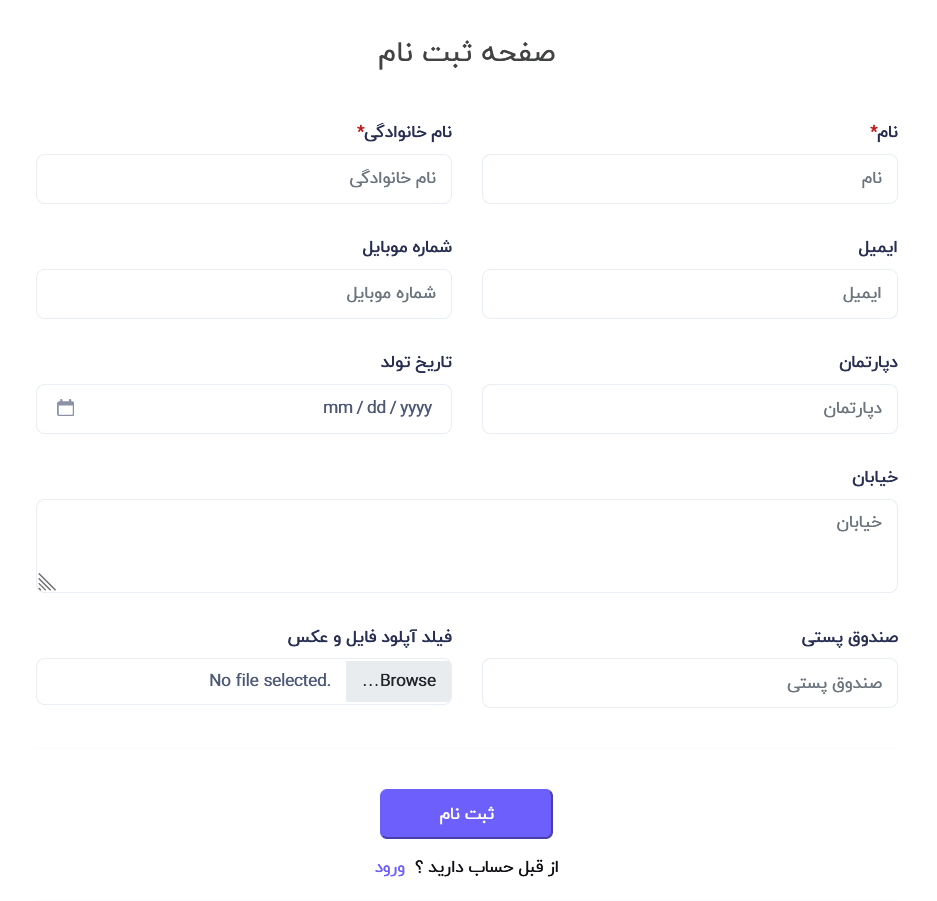 صفحه ثبت نام
نام* نام خانوادگی*
نام نام خانوادگی
ایمیل شماره موبایل
ایمیل شماره موبایل
دپارتمان تاریخ تولد
دپارتمان mm / dd / yyyy
خیابان
خیابان
صندوق پستی فیلد آپلود فایل و عکس
صندوق پستی Browse... No file selected.
ثبت نام
از قبل حساب دارید ؟ ورود